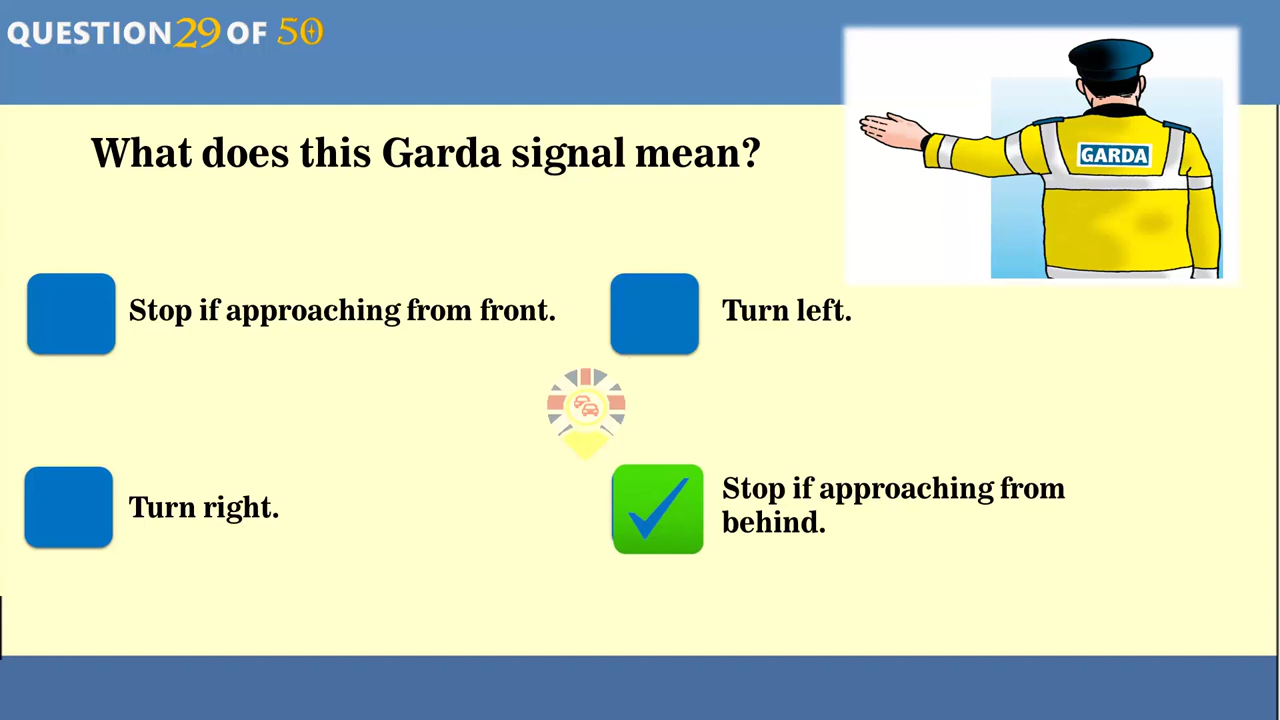 QUESTION 29 OF 50
What does this Garda signal mean?
GARDA
Stop if approaching from front.
Turn left.
Turn right.
Stop if approaching from
behind.